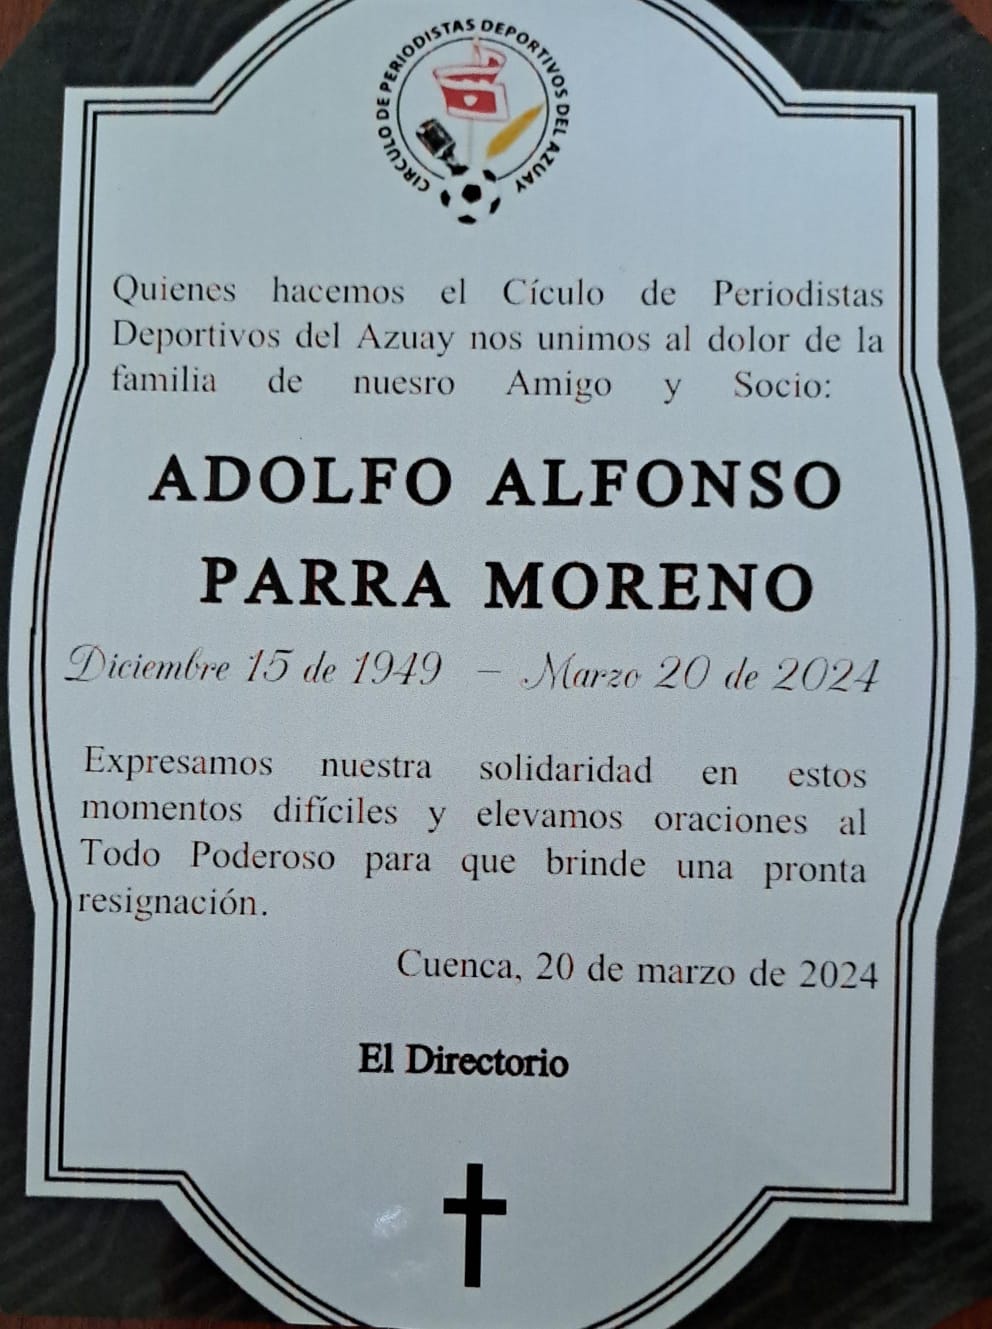 CIRCULO DE PERIODISTAS DEPORTIVOS DEL AZUAY
Quienes hacemos el Cículo de Periodistas
Deportivos del Azuay nos unimos al dolor de la
familia de nuesro Amigo y Socio:
ADOLFO ALFONSO
PARRA MORENO
Diciembre 15 de 1949 – Marzo 20 de 2024
Expresamos nuestra solidaridad en estos
momentos difíciles y elevamos oraciones al
Todo Poderoso para que brinde una pronta
resignación.
Cuenca, 20 de marzo de 2024
El Directorio